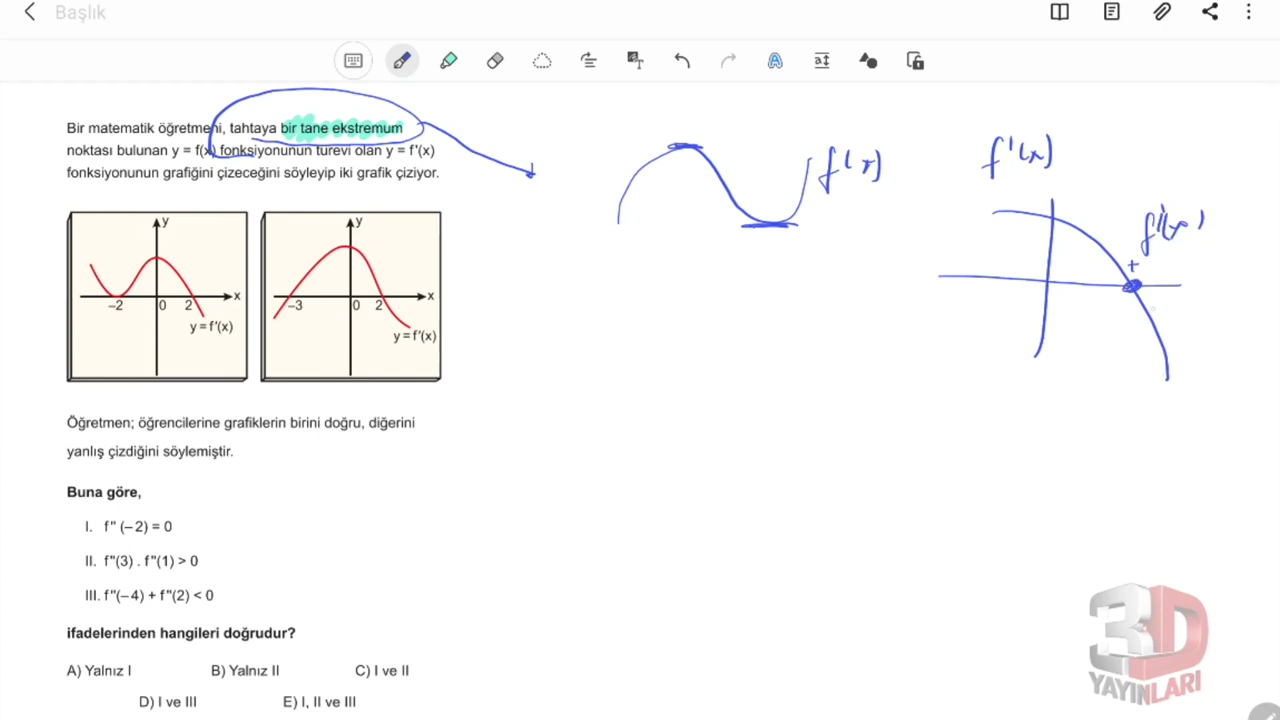 Başlık
Bir matematik öğretmeni, tahtaya bir tane ekstremum
noktası bulunan y = f(x) fonksiyonunun türevi olan y = f'(x)
fonksiyonunun grafiğini çizeceğini söyleyip iki grafik çiziyor.
y
x
–2
0
2
y = f'(x)
y
x
–3
0
2
y = f'(x)
f(x)
f'(x)
f'(x)
+
Öğretmen; öğrencilerine grafiklerin birini doğru, diğerini
yanlış çizdiğini söylemiştir.
Buna göre,
I. f" (– 2) = 0
II. f"(3) . f"(1) > 0
III. f"(– 4) + f"(2) < 0
ifadelerinden hangileri doğrudur?
A) Yalnız I B) Yalnız II C) I ve II
D) I ve III E) I, II ve III
3D
YAYINLARI